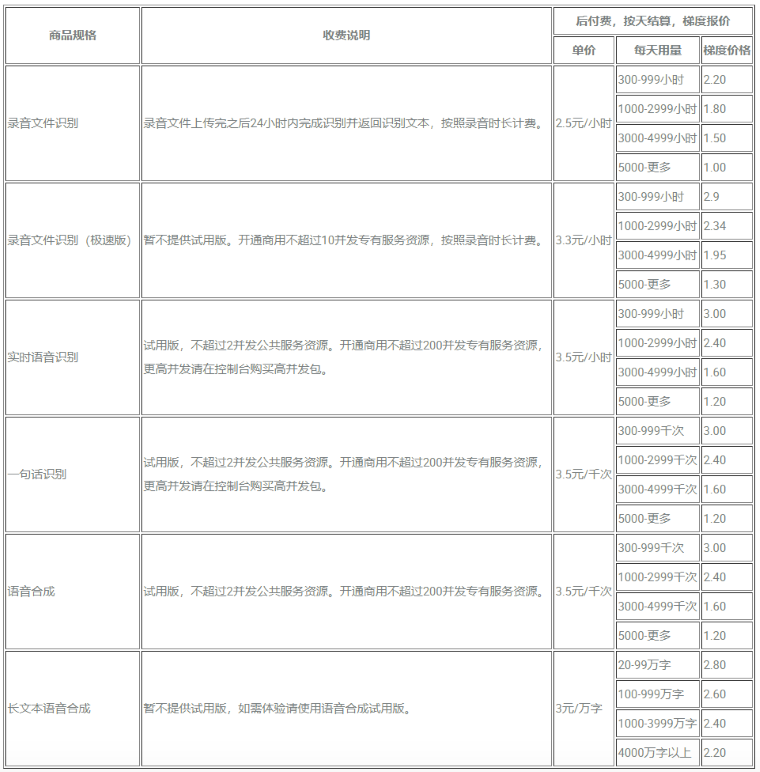 商品规格
收费说明
后付费，按天结算，梯度报价
单价
每天用量
梯度价格
录音文件识别
录音文件上传完之后24小时内完成识别并返回识别文本，按照录音时长计费。
2.5元/小时
300-999小时
2.20
1000-2999小时
1.80
3000-4999小时
1.50
5000-更多
1.00
录音文件识别（极速版）
暂不提供试用版。开通商用不超过10并发专有服务资源，按照录音时长计费。
3.3元/小时
300-999小时
2.9
1000-2999小时
2.34
3000-4999小时
1.95
5000-更多
1.30
实时语音识别
试用版，不超过2并发公共服务资源。开通商用不超过200并发专有服务资源，
更高并发请在控制台购买高并发包。
3.5元/小时
300-999小时
3.00
1000-2999小时
2.40
3000-4999小时
1.60
5000-更多
1.20
一句话识别
试用版，不超过2并发公共服务资源。开通商用不超过200并发专有服务资源，
更高并发请在控制台购买高并发包。
3.5元/千次
300-999千次
3.00
1000-2999千次
2.40
3000-4999千次
1.60
5000-更多
1.20
语音合成
试用版，不超过2并发公共服务资源。开通商用不超过200并发专有服务资源。
3.5元/千次
300-999千次
3.00
1000-2999千次
2.40
3000-4999千次
1.60
5000-更多
1.20
长文本语音合成
暂不提供试用版，如需体验请使用语音合成试用版。
3元/万字
20-99万字
2.80
100-999万字
2.60
1000-3999万字
2.40
4000万字以上
2.20